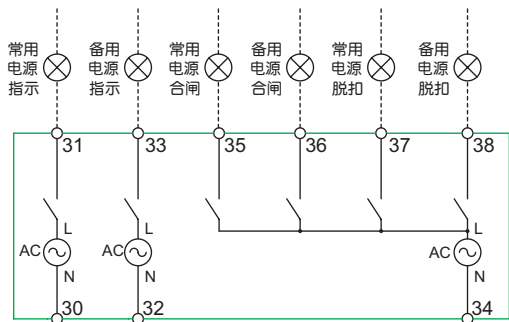 常用 备用 常用 备用 常用 备用
电源 电源 电源 电源 电源 电源
指示 指示 合闸 合闸 脱扣 脱扣
31 33 35 36 37 38
L L L
AC AC AC
N N N
30 32 34